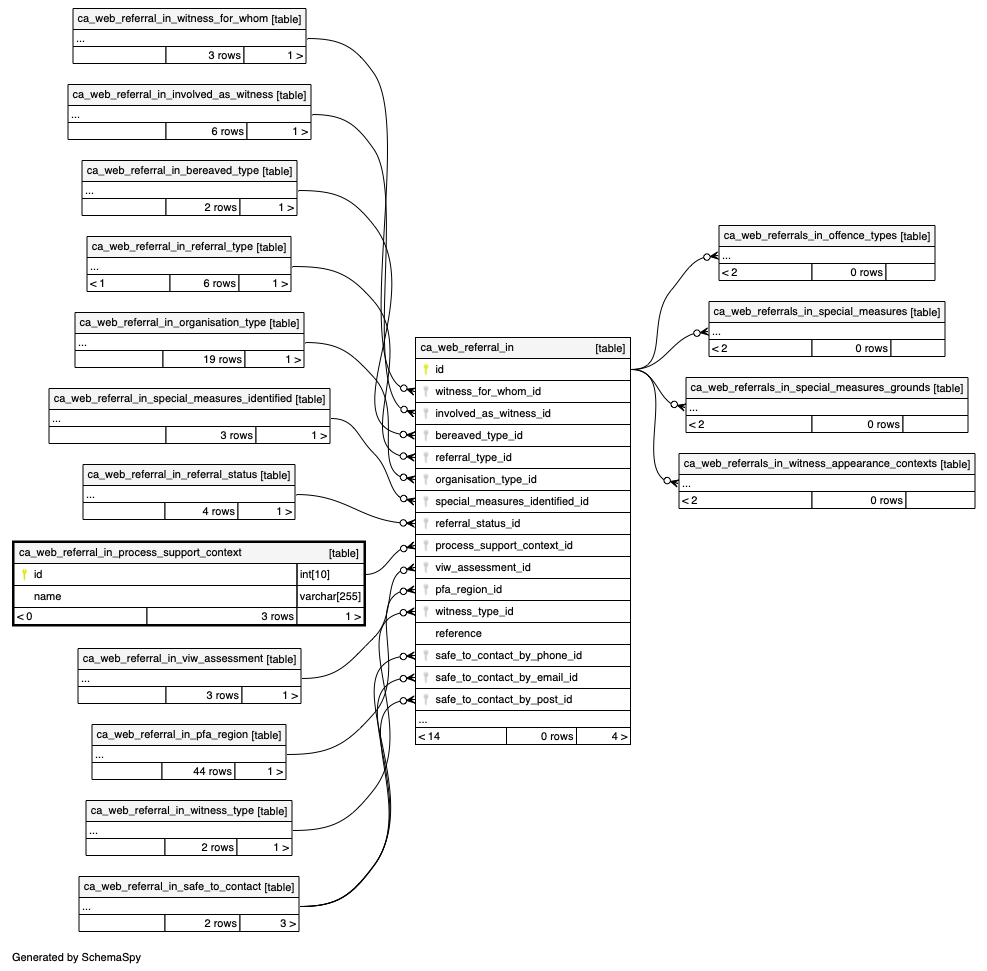 ca_web_referral_in_witness_for_whom [table]
...
3 rows 1 >
ca_web_referral_in_involved_as_witness [table]
...
6 rows 1 >
ca_web_referral_in_bereaved_type [table]
...
2 rows 1 >
ca_web_referral_in_referral_type [table]
...
< 1 6 rows 1 >
ca_web_referral_in_organisation_type [table]
...
19 rows 1 >
ca_web_referral_in_special_measures_identified [table]
...
3 rows 1 >
ca_web_referral_in_referral_status [table]
...
4 rows 1 >
ca_web_referral_in_process_support_context [table]
id int[10]
name varchar[255]
< 0 3 rows 1 >
ca_web_referral_in_viw_assessment [table]
...
3 rows 1 >
ca_web_referral_in_pfa_region [table]
...
44 rows 1 >
ca_web_referral_in_witness_type [table]
...
2 rows 1 >
ca_web_referral_in_safe_to_contact [table]
...
2 rows 3 >
ca_web_referral_in [table]
id
witness_for_whom_id
involved_as_witness_id
bereaved_type_id
referral_type_id
organisation_type_id
special_measures_identified_id
referral_status_id
process_support_context_id
viw_assessment_id
pfa_region_id
witness_type_id
reference
safe_to_contact_by_phone_id
safe_to_contact_by_email_id
safe_to_contact_by_post_id
...
< 14 0 rows 4 >
ca_web_referrals_in_offence_types [table]
...
< 2 0 rows
ca_web_referrals_in_special_measures [table]
...
< 2 0 rows
ca_web_referrals_in_special_measures_grounds [table]
...
< 2 0 rows
ca_web_referrals_in_witness_appearance_contexts [table]
...
< 2 0 rows
Generated by SchemaSpy